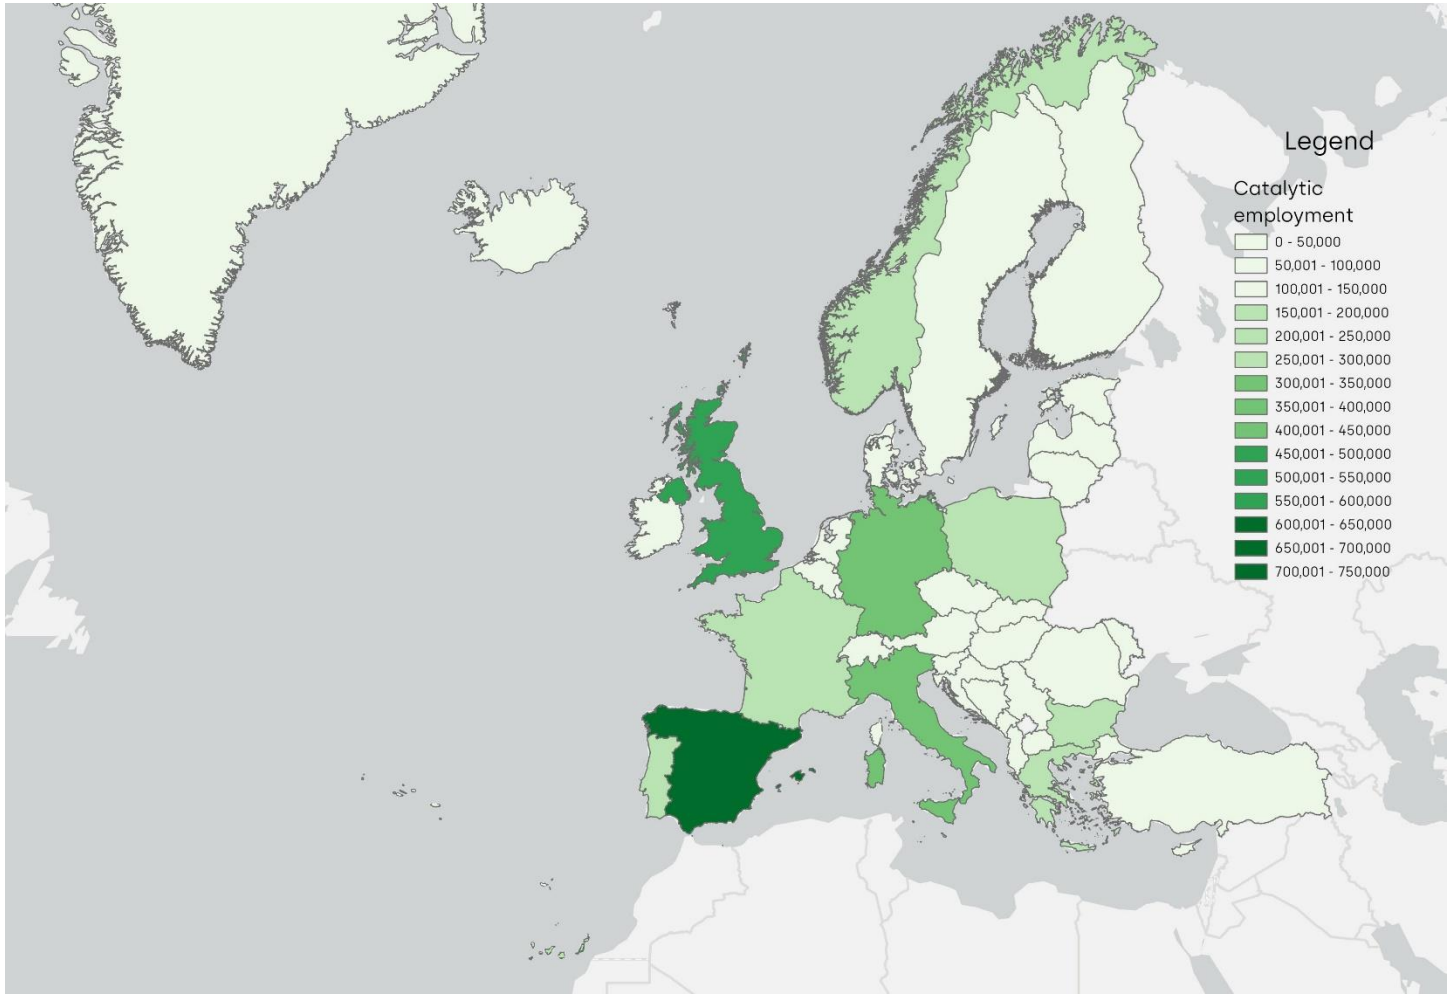 Legend
Catalytic
employment
0 - 50,000
50,001 - 100,000
100,001 - 150,000
150,001 - 200,000
200,001 - 250,000
250,001 - 300,000
300,001 - 350,000
350,001 - 400,000
400,001 - 450,000
450,001 - 500,000
500,001 - 550,000
550,001 - 600,000
600,001 - 650,000
650,001 - 700,000
700,001 - 750,000